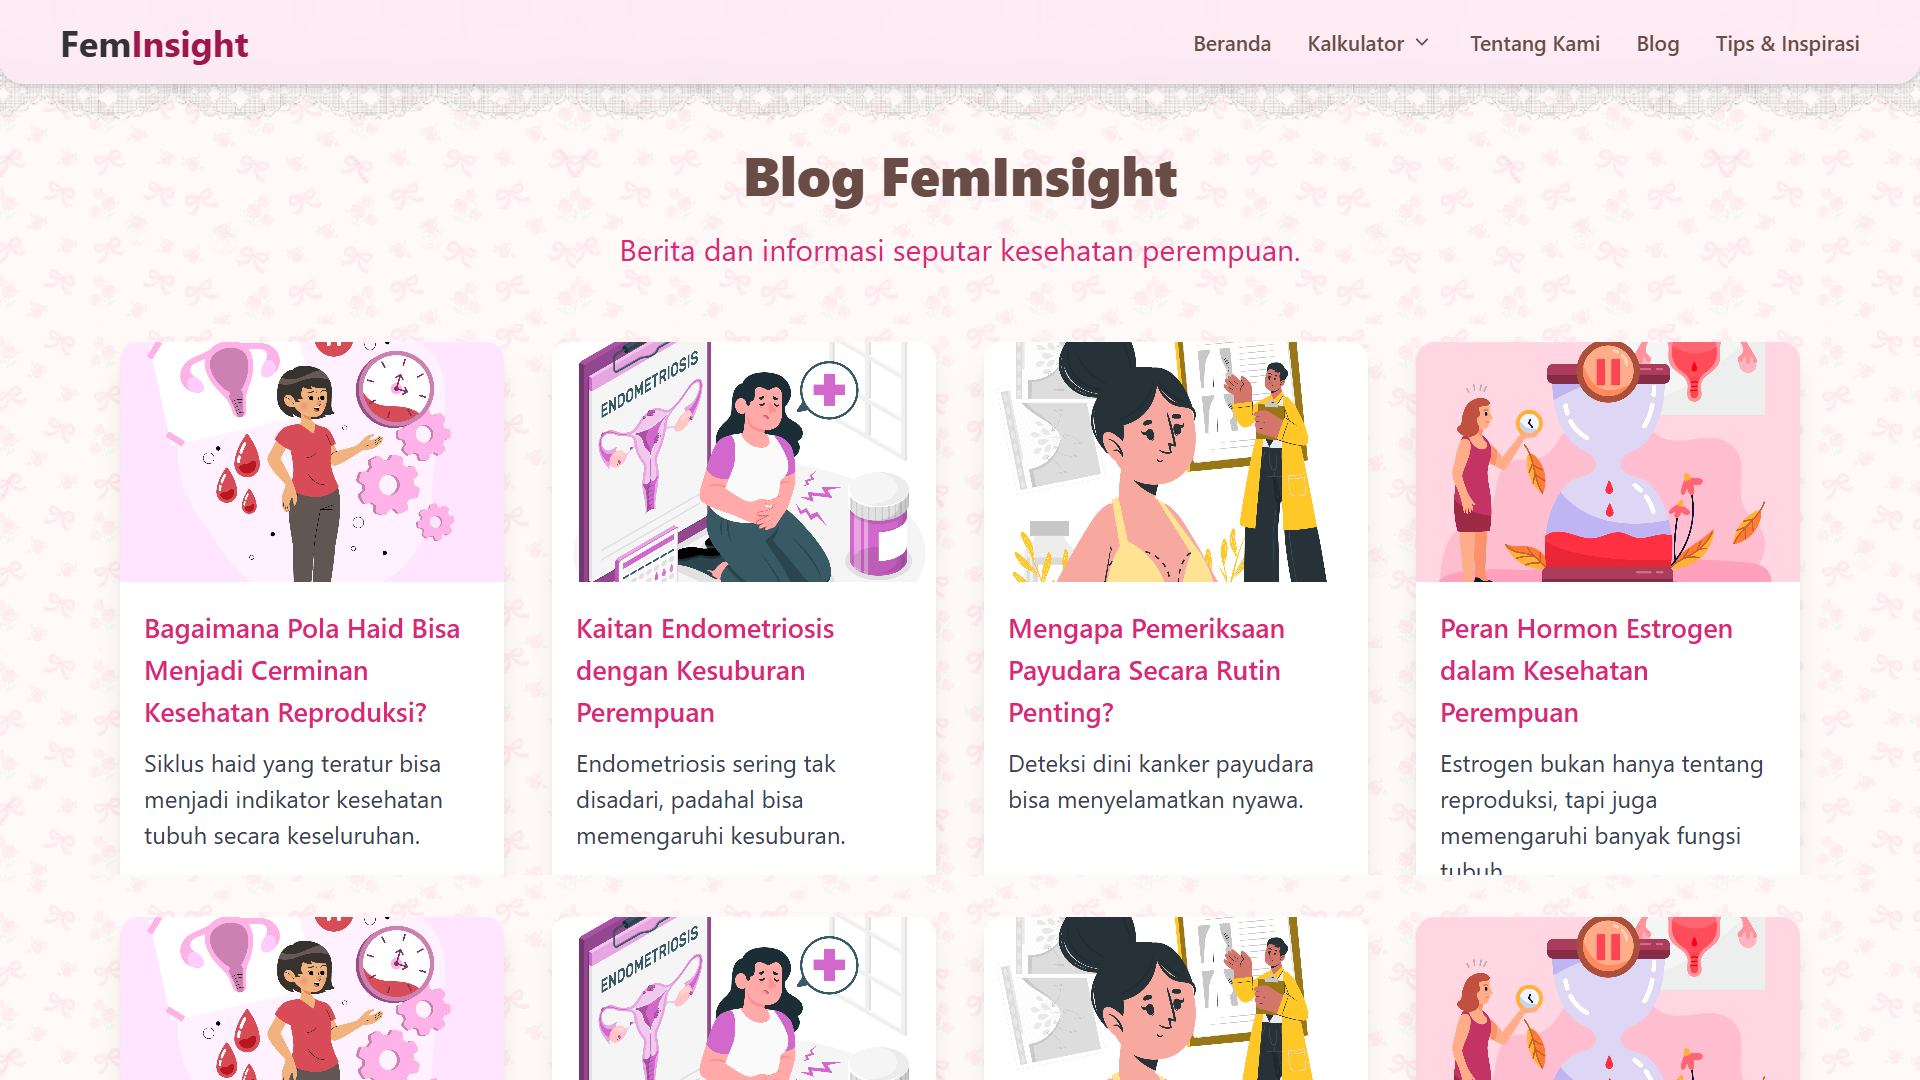 FemInsight
Beranda
Kalkulator
Tentang Kami
Blog
Tips & Inspirasi
Blog FemInsight
Berita dan informasi seputar kesehatan perempuan.
ENDOMETRIOSIS
Bagaimana Pola Haid Bisa
Menjadi Cerminan
Kesehatan Reproduksi?
Siklus haid yang teratur bisa
menjadi indikator kesehatan
tubuh secara keseluruhan.
Kaitan Endometriosis
dengan Kesuburan
Perempuan
Endometriosis sering tak
disadari, padahal bisa
memengaruhi kesuburan.
Mengapa Pemeriksaan
Payudara Secara Rutin
Penting?
Deteksi dini kanker payudara
bisa menyelamatkan nyawa.
Peran Hormon Estrogen
dalam Kesehatan
Perempuan
Estrogen bukan hanya tentang
reproduksi, tapi juga
memengaruhi banyak fungsi
tubuh.
ENDOMETRIOSIS